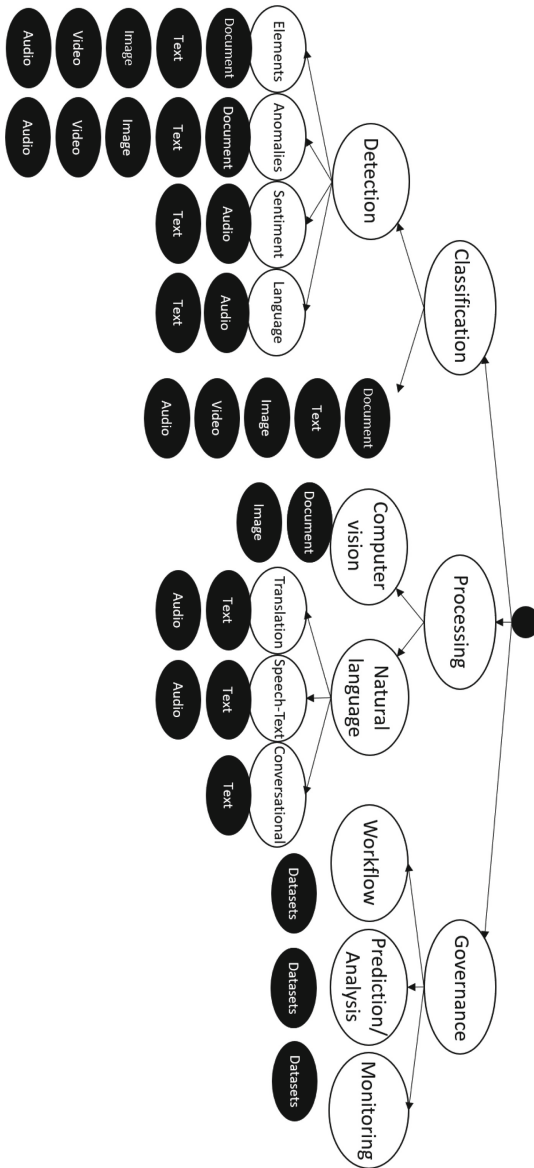 Classification
Processing
Governance
Detection
Computer
vision
Natural
language
Workflow
Prediction/
Analysis
Monitoring
Elements
Anomalies
Sentiment
Language
Translation
Speech-Text
Conversational
Document
Text
Image
Video
Audio
Document
Text
Image
Video
Audio
Audio
Text
Audio
Text
Document
Text
Image
Video
Audio
Document
Image
Text
Audio
Text
Audio
Text
Datasets
Datasets
Datasets